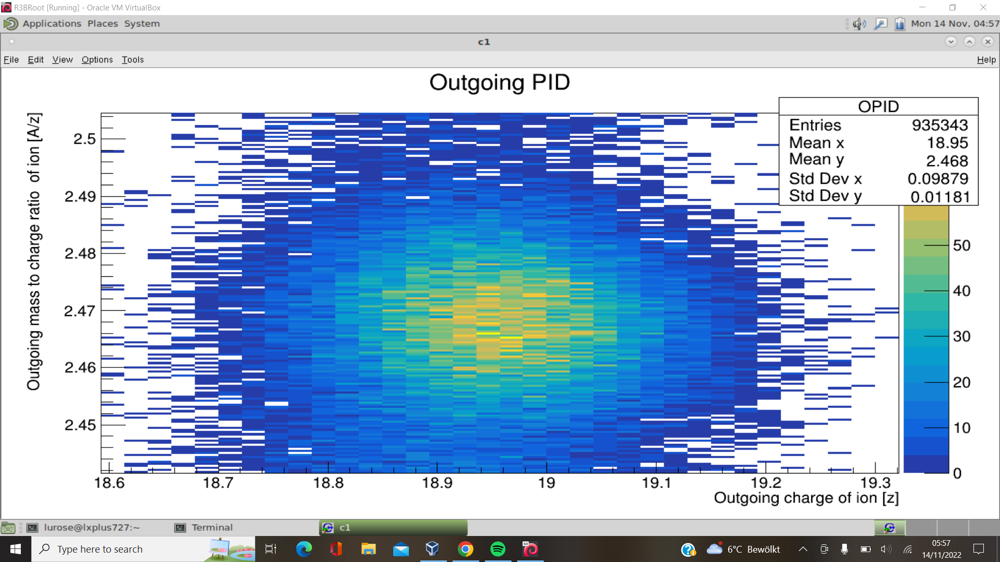 R3BRoot [Running] - Oracle VM VirtualBox
Applications Places System
Mon 14 Nov, 04:57
c1
File Edit View Options Tools Help
Outgoing PID
Outgoing mass to charge ratio of ion [A/z]
2.5
2.49
2.48
2.47
2.46
2.45
OPID
Entries 935343
Mean x 18.95
Mean y 2.468
Std Dev x 0.09879
Std Dev y 0.01181
50
40
30
20
10
0
18.6 18.7 18.8 18.9 19 19.1 19.2 19.3
Outgoing charge of ion [z]
lurose@lxplus727:~ Terminal c1
Type here to search
6°C Bewölkt
05:57
14/11/2022